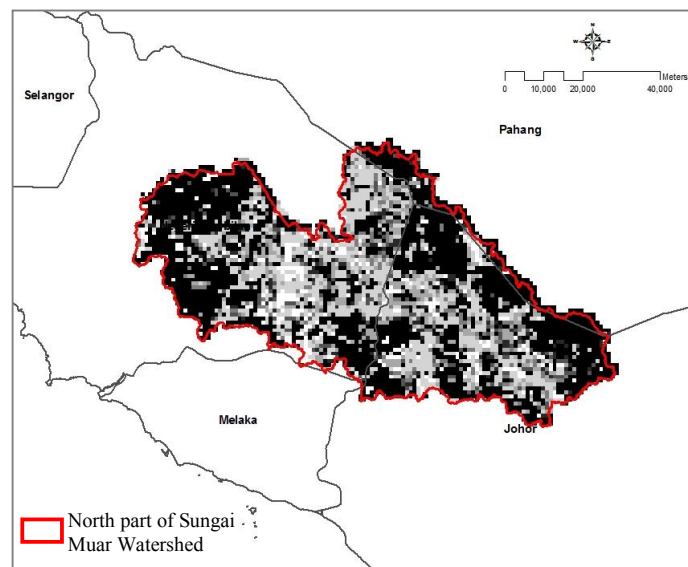 N
W E
S
Meters
0 10,000 20,000 40,000
Selangor
Pahang
Melaka
Johor
North part of Sungai
Muar Watershed